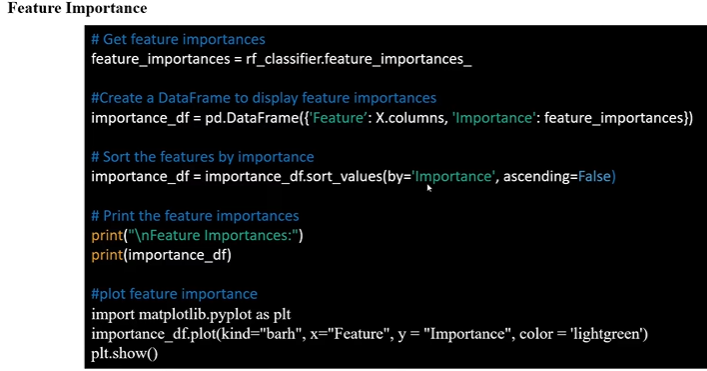 Feature Importance
# Get feature importances
feature_importances = rf_classifier.feature_importances_
#Create a DataFrame to display feature importances
importance_df = pd.DataFrame({'Feature': X.columns, 'Importance': feature_importances})
# Sort the features by importance
importance_df = importance_df.sort_values(by='Importance', ascending=False)
# Print the feature importances
print("\nFeature Importances:")
print(importance_df)
#plot feature importance
import matplotlib.pyplot as plt
importance_df.plot(kind="barh", x="Feature", y = "Importance", color = 'lightgreen')
plt.show()